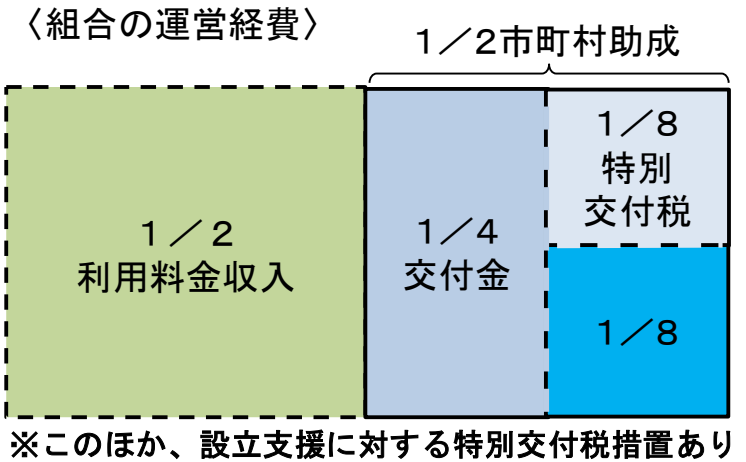 〈組合の運営経費〉
1／2市町村助成
1／2
利用料金収入
1／4
交付金
1／8
特別
交付税
1／8
※このほか、設立支援に対する特別交付税措置あり